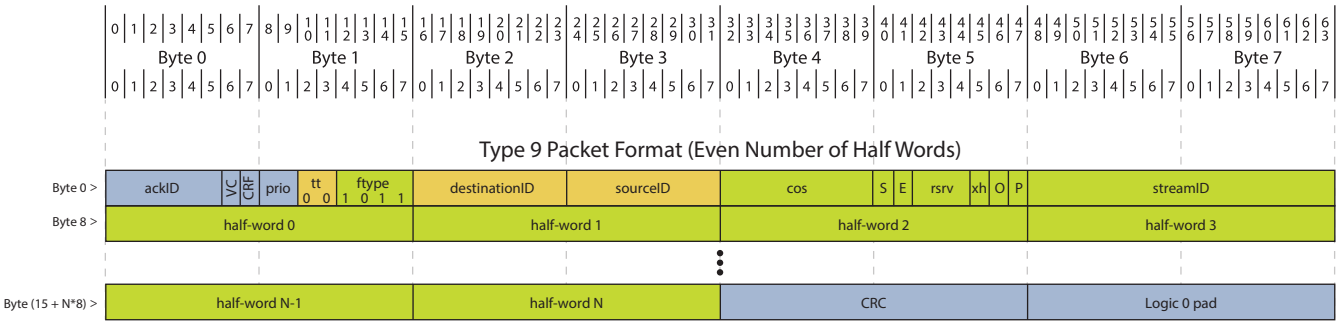 0 1 2 3 4 5 6 7 8 9 10 11 12 13 14 15 16 17 18 19 20 21 22 23 24 25 26 27 28 29 30 31 32 33 34 35 36 37 38 39 40 41 42 43 44 45 46 47 48 49 50 51 52 53 54 55 56 57 58 59 60 61 62 63
Byte 0 Byte 1 Byte 2 Byte 3 Byte 4 Byte 5 Byte 6 Byte 7
0 1 2 3 4 5 6 7 0 1 2 3 4 5 6 7 0 1 2 3 4 5 6 7 0 1 2 3 4 5 6 7 0 1 2 3 4 5 6 7 0 1 2 3 4 5 6 7 0 1 2 3 4 5 6 7 0 1 2 3 4 5 6 7
Type 9 Packet Format (Even Number of Half Words)
Byte 0 > ackID VC CRF prio tt ftype destinationID sourceID cos S E rsrv xh O P streamID
0 0 1 0 1 1
Byte 8 > half-word 0 half-word 1 half-word 2 half-word 3
Byte (15 + N*8) > half-word N-1 half-word N CRC Logic 0 pad